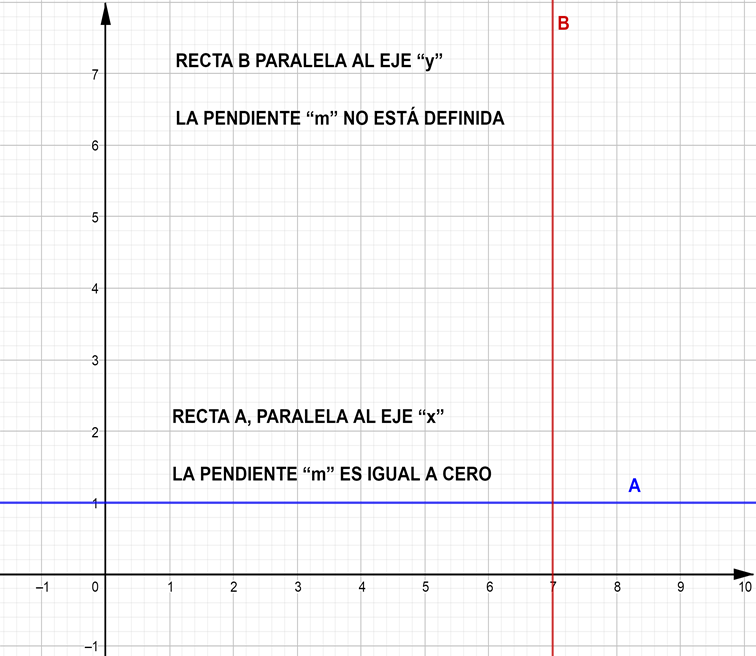 B
RECTA B PARALELA AL EJE “y”
7
LA PENDIENTE “m” NO ESTÁ DEFINIDA
6
5
4
3
RECTA A, PARALELA AL EJE “x”
2
LA PENDIENTE “m” ES IGUAL A CERO
A
1
–1 0 1 2 3 4 5 6 7 8 9 10
–1